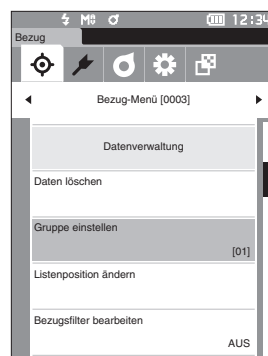 12:34
Bezug
Bezug-Menü [0003]
Datenverwaltung
Daten löschen
Gruppe einstellen
[01]
Listenposition ändern
Bezugsfilter bearbeiten
AUS